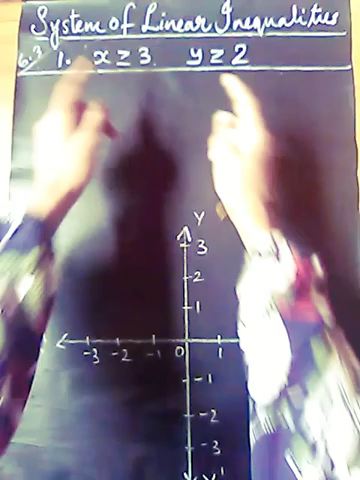 System of Linear Inequalities
6.3 1. x ≥ 3 y ≥ 2
Y
3
2
1
-3 -2 -1 0 1
-1
-2
-3
Y'